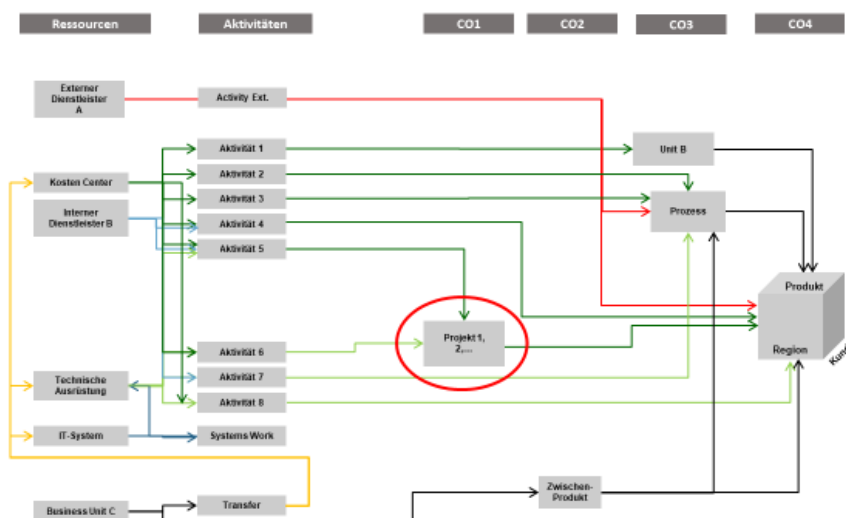 Ressourcen
Aktivitäten
CO1
CO2
CO3
CO4
Externer
Dienstleister
A
Activity Ext.
Aktivität 1
Unit B
Aktivität 2
Kosten Center
Aktivität 3
Interner
Dienstleister B
Aktivität 4
Prozess
Aktivität 5
Produkt
Projekt 1,
2,...
Region
Kund
Aktivität 6
Technische
Ausrüstung
Aktivität 7
Aktivität 8
IT-System
Systems Work
Zwischen-
Produkt
Business Unit C
Transfer